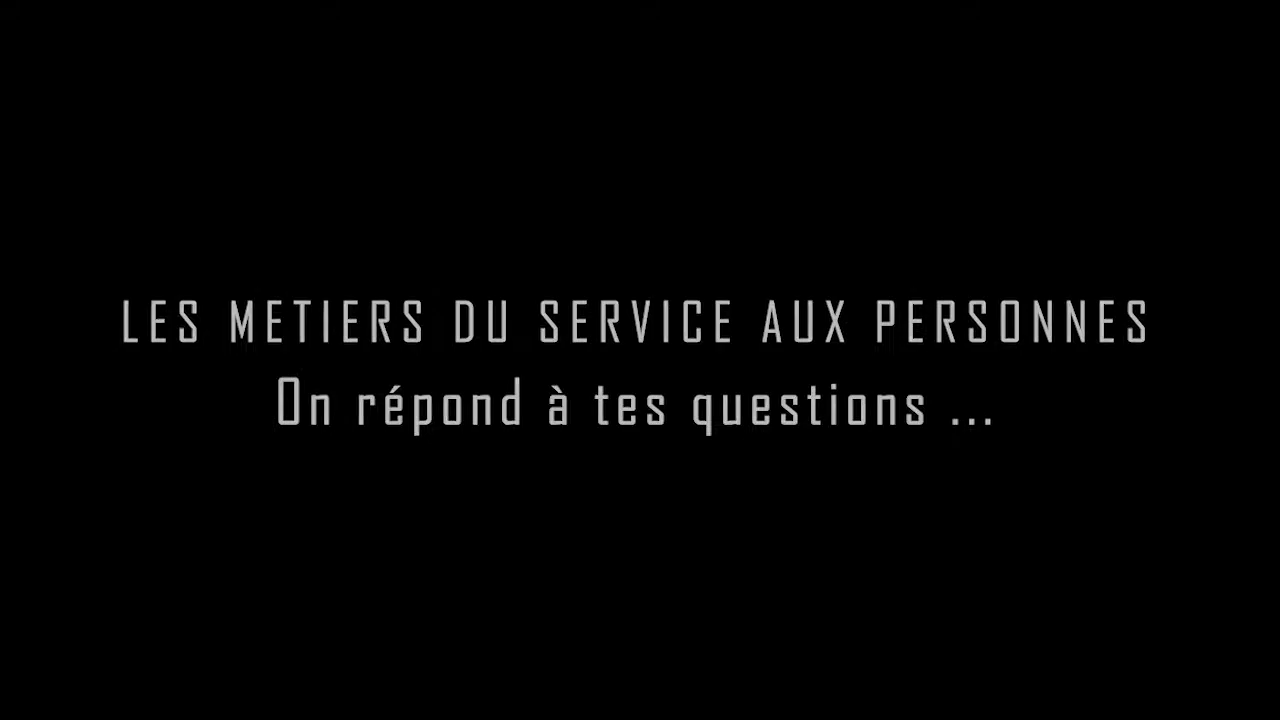 LES METIERS DU SERVICE AUX PERSONNES
On répond à tes questions ...